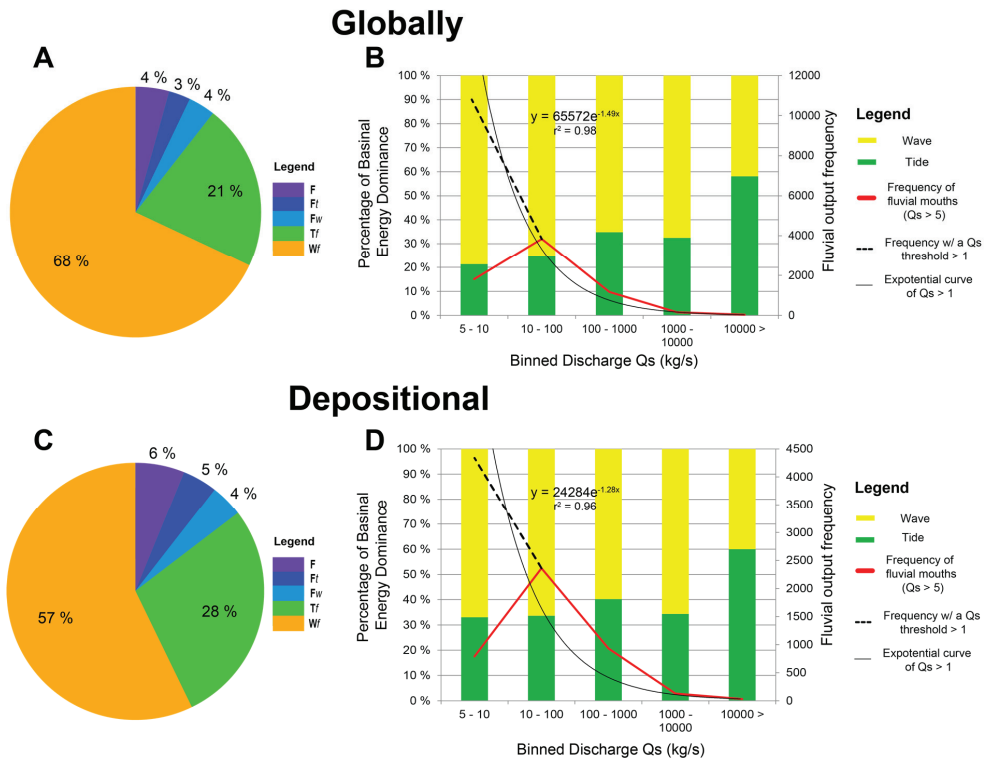 Globally
A
4 %
3 %
4 %
21 %
68 %
Legend
F
Ft
Fw
Tf
Wf
B
100 %
90 %
80 %
70 %
60 %
50 %
40 %
30 %
20 %
10 %
0 %
Percentage of Basinal
Energy Dominance
y = 65572e^-1.49x
r² = 0.98
12000
10000
8000
6000
4000
2000
0
Fluvial output frequency
5 - 10
10 - 100
100 - 1000
1000 -
10000
10000 >
Binned Discharge Qs (kg/s)
Legend
Wave
Tide
Frequency of
fluvial mouths
(Qs > 5)
Frequency w/ a Qs
threshold > 1
Expotential curve
of Qs > 1
Depositional
C
6 %
5 %
4 %
28 %
57 %
Legend
F
Ft
Fw
Tf
Wf
D
100 %
90 %
80 %
70 %
60 %
50 %
40 %
30 %
20 %
10 %
0 %
Percentage of Basinal
Energy Dominance
y = 24284e^-1.28x
r² = 0.96
4500
4000
3500
3000
2500
2000
1500
1000
500
0
Fluvial output frequency
5 - 10
10 - 100
100 - 1000
1000 -
10000
10000 >
Binned Discharge Qs (kg/s)
Legend
Wave
Tide
Frequency of
fluvial mouths
(Qs > 5)
Frequency w/ a Qs
threshold > 1
Expotential curve
of Qs > 1